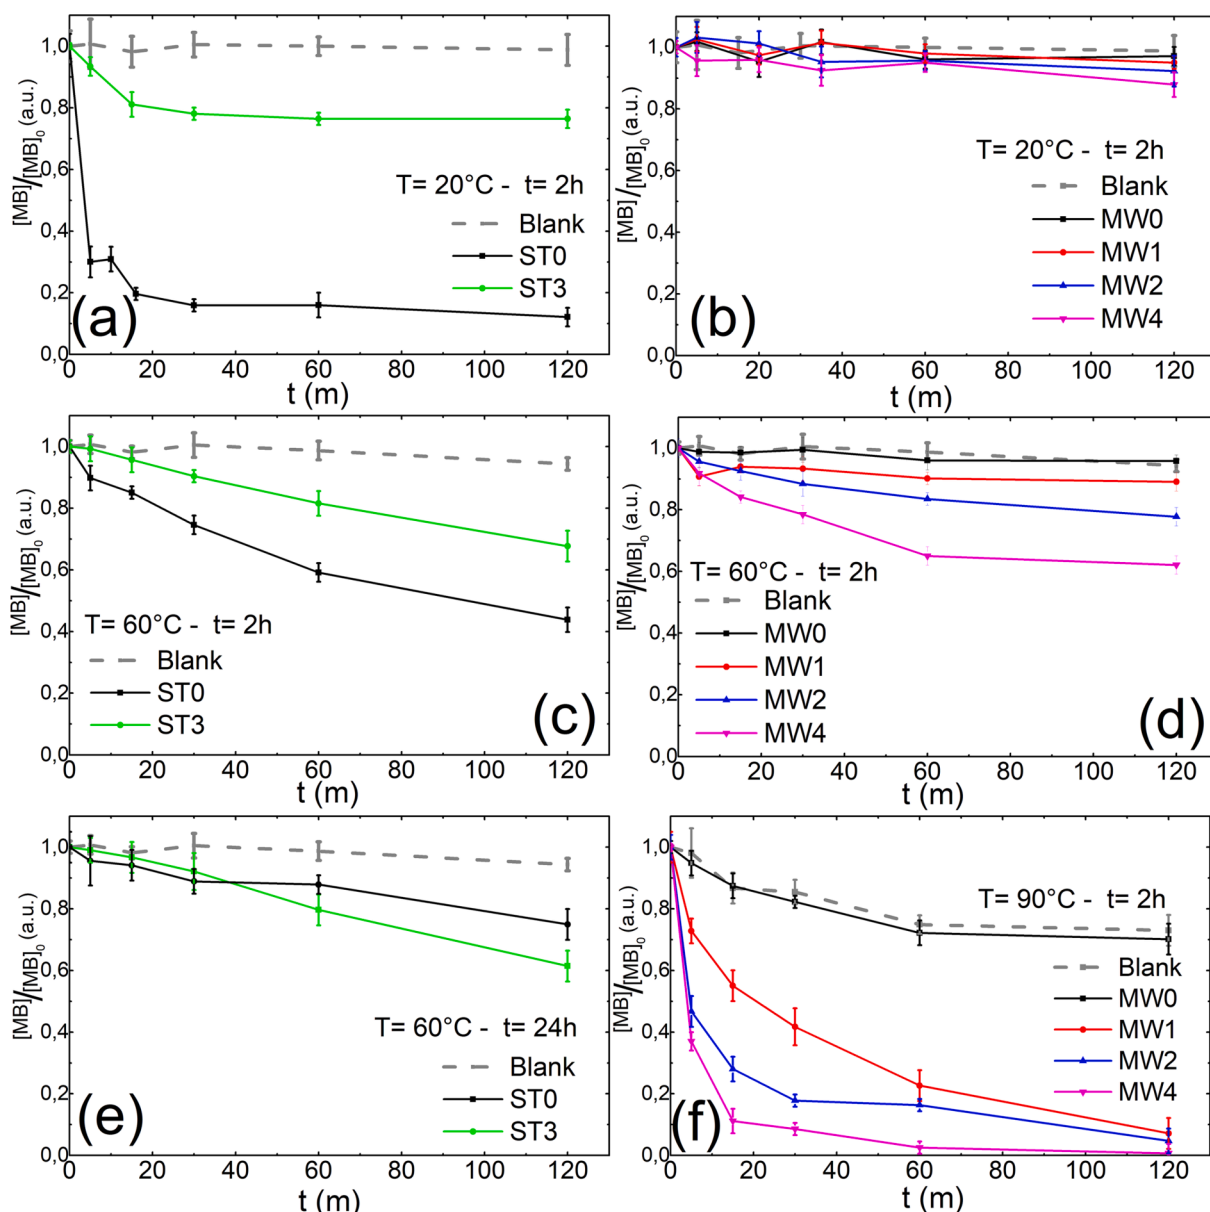 1,0
0,8
0,6
0,4
0,2
0,0
[MB]/[MB]₀ (a.u.)
T= 20°C - t= 2h
Blank
ST0
ST3
(a)
0 20 40 60 80 100 120
t (m)
1,0
0,8
0,6
0,4
0,2
0,0
[MB]/[MB]₀ (a.u.)
T= 20°C - t= 2h
Blank
MW0
MW1
MW2
MW4
(b)
0 20 40 60 80 100 120
t (m)
1,0
0,8
0,6
0,4
0,2
0,0
[MB]/[MB]₀ (a.u.)
T= 60°C - t= 2h
Blank
ST0
ST3
(c)
0 20 40 60 80 100 120
t (m)
1,0
0,8
0,6
0,4
0,2
0,0
[MB]/[MB]₀ (a.u.)
T= 60°C - t= 2h
Blank
MW0
MW1
MW2
MW4
(d)
0 20 40 60 80 100 120
t (m)
1,0
0,8
0,6
0,4
0,2
0,0
[MB]/[MB]₀ (a.u.)
T= 60°C - t= 24h
Blank
ST0
ST3
(e)
0 20 40 60 80 100 120
t (m)
1,0
0,8
0,6
0,4
0,2
0,0
[MB]/[MB]₀ (a.u.)
T= 90°C - t= 2h
Blank
MW0
MW1
MW2
MW4
(f)
0 20 40 60 80 100 120
t (m)